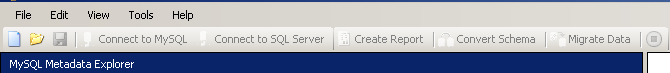 File Edit View Tools Help
Connect to MySQL Connect to SQL Server Create Report Convert Schema Migrate Data
MySQL Metadata Explorer